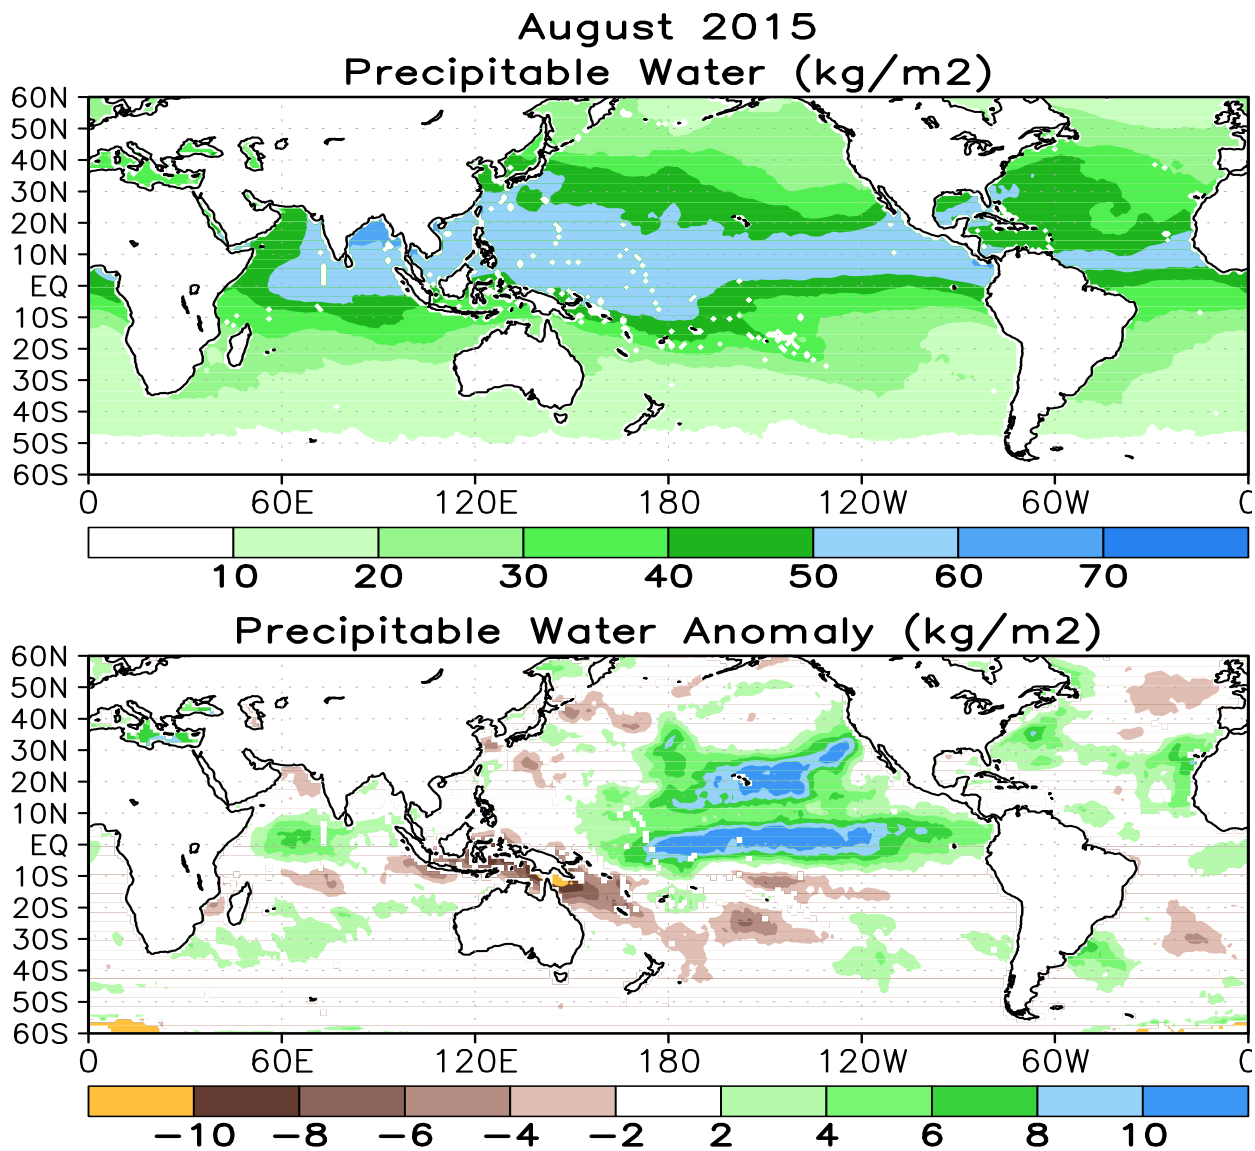 August 2015
Precipitable Water (kg/m2)
60N
50N
40N
30N
20N
10N
EQ
10S
20S
30S
40S
50S
60S
0 60E 120E 180 120W 60W 0
10 20 30 40 50 60 70
Precipitable Water Anomaly (kg/m2)
60N
50N
40N
30N
20N
10N
EQ
10S
20S
30S
40S
50S
60S
0 60E 120E 180 120W 60W 0
−10 −8 −6 −4 −2 2 4 6 8 10